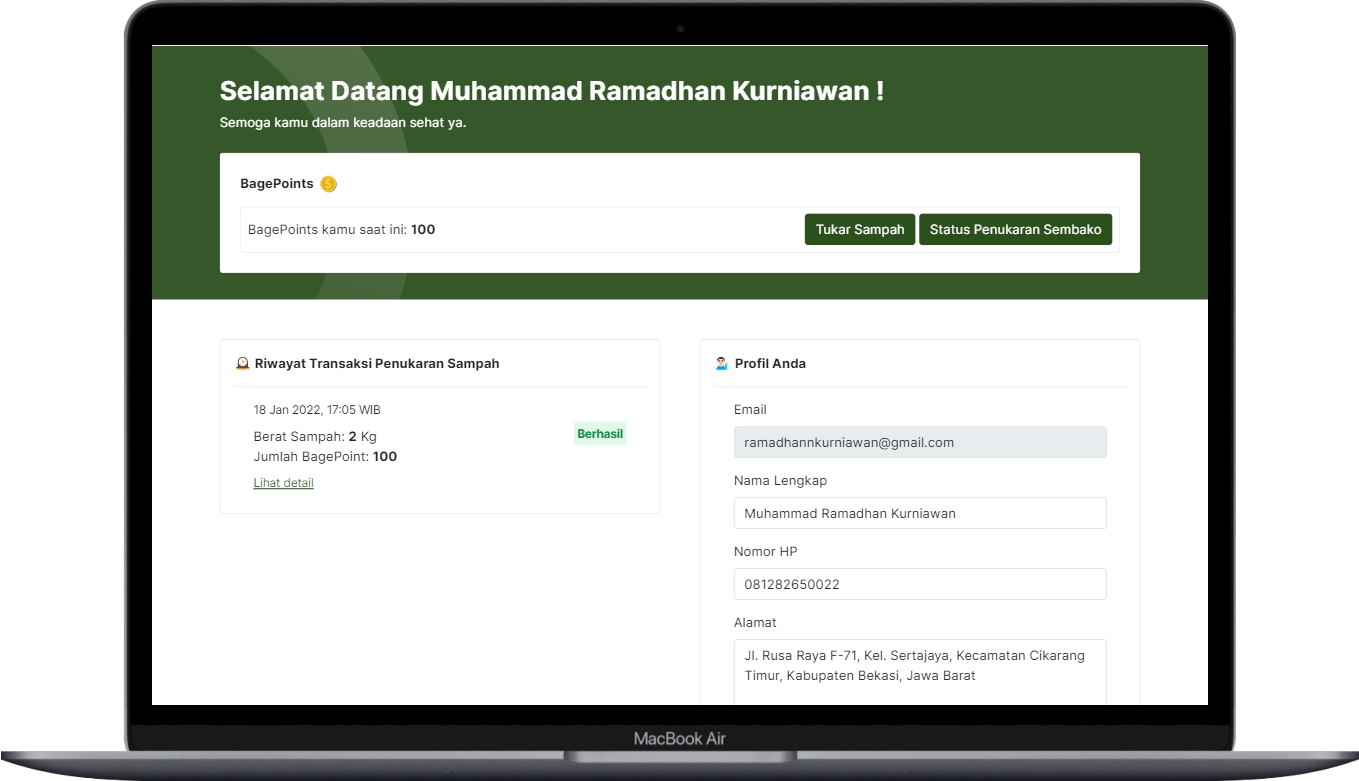 Selamat Datang Muhammad Ramadhan Kurniawan !
Semoga kamu dalam keadaan sehat ya.
BagePoints
BagePoints kamu saat ini: 100
Tukar Sampah
Status Penukaran Sembako
Riwayat Transaksi Penukaran Sampah
18 Jan 2022, 17:05 WIB
Berat Sampah: 2 Kg
Jumlah BagePoint: 100
Berhasil
Lihat detail
Profil Anda
Email
ramadhannkurniawan@gmail.com
Nama Lengkap
Muhammad Ramadhan Kurniawan
Nomor HP
081282650022
Alamat
Jl. Rusa Raya F-71, Kel. Sertajaya, Kecamatan Cikarang
Timur, Kabupaten Bekasi, Jawa Barat
MacBook Air